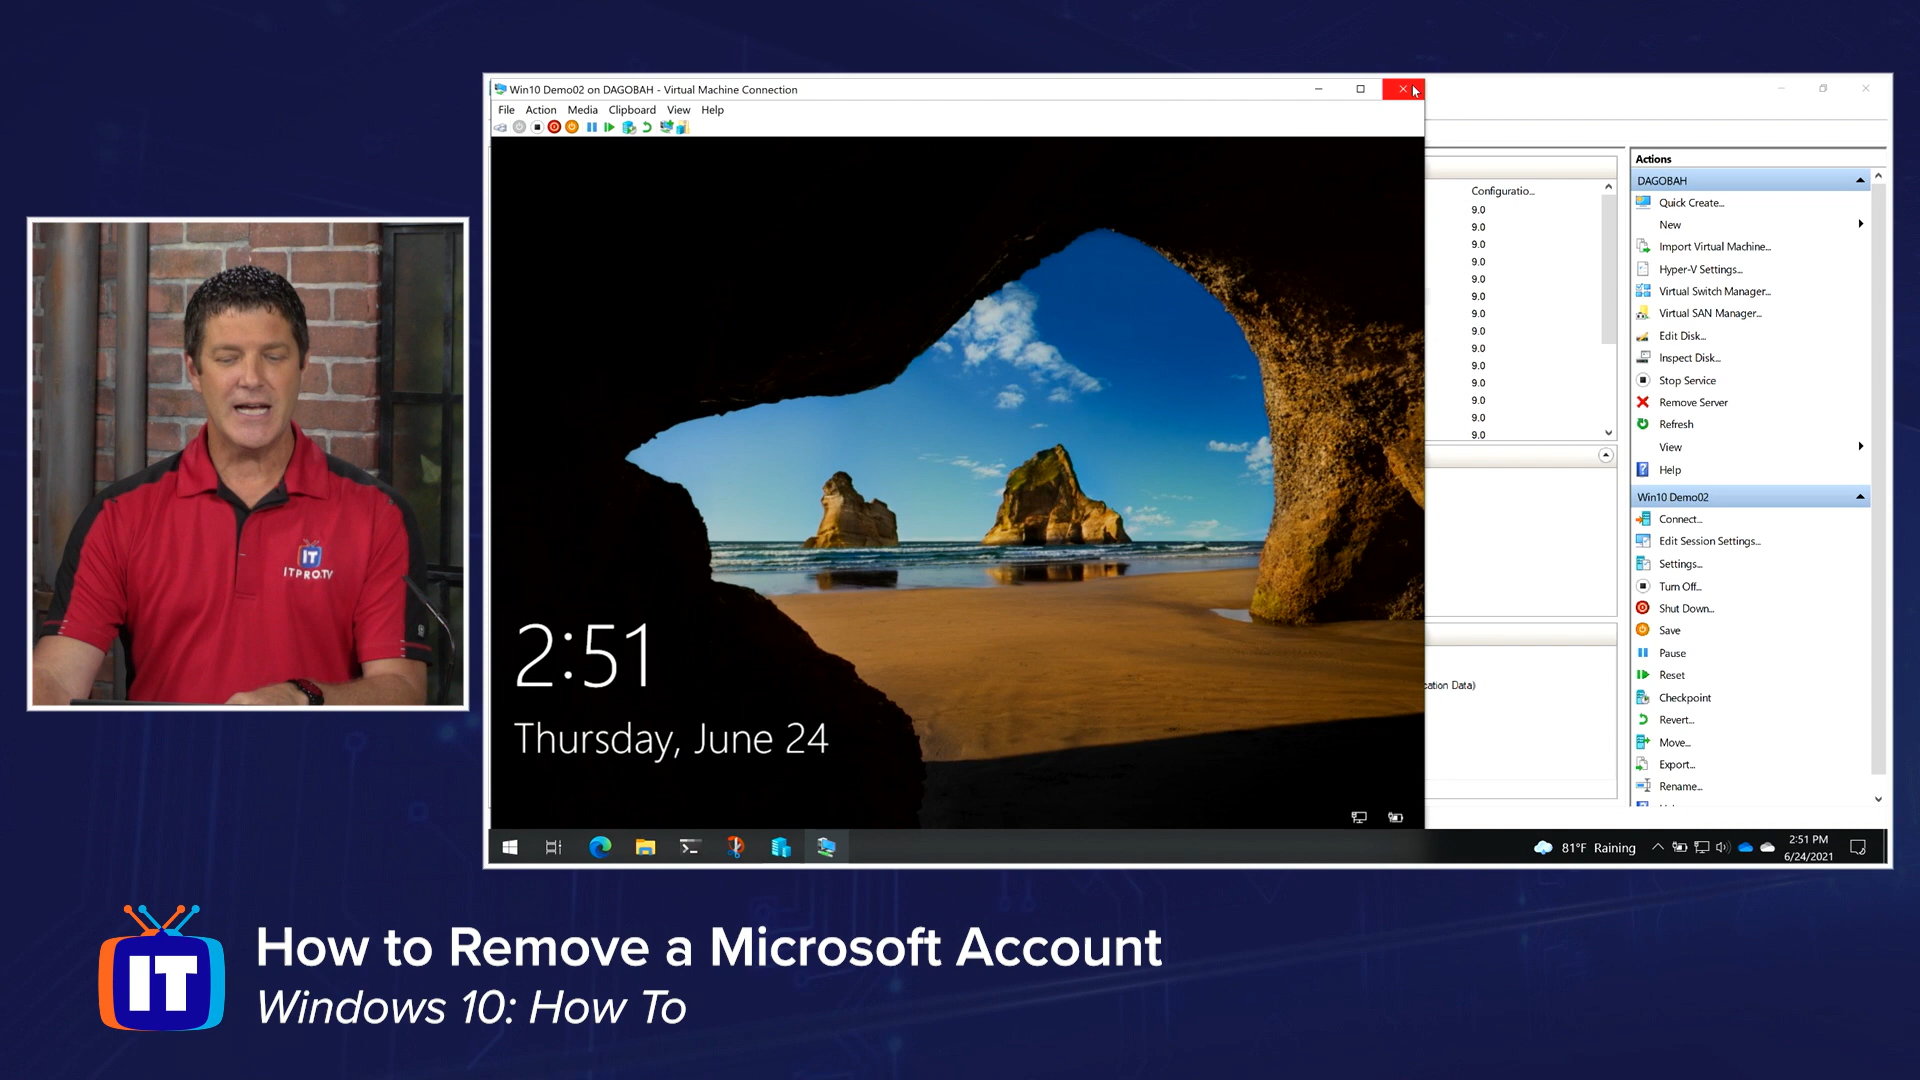 Win10 Demo02 on DAGOBAH - Virtual Machine Connection
File Action Media Clipboard View Help
2:51
Thursday, June 24
Configuratio...
9.0
9.0
9.0
9.0
9.0
9.0
9.0
9.0
9.0
9.0
9.0
9.0
9.0
9.0
cation Data)
Actions
DAGOBAH
Quick Create...
New
Import Virtual Machine...
Hyper-V Settings...
Virtual Switch Manager...
Virtual SAN Manager...
Edit Disk...
Inspect Disk...
Stop Service
Remove Server
Refresh
View
Help
Win10 Demo02
Connect...
Edit Session Settings...
Settings...
Turn Off...
Shut Down...
Save
Pause
Reset
Checkpoint
Revert...
Move...
Export...
Rename...
81°F Raining
2:51 PM
6/24/2021
IT
ITPRO.TV
IT
How to Remove a Microsoft Account
Windows 10: How To